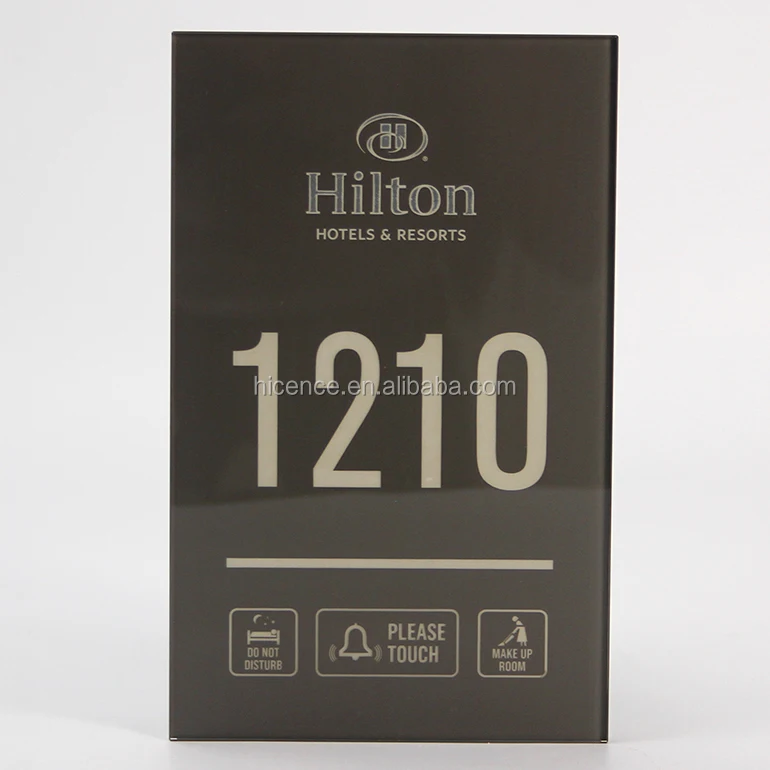 H
Hilton
HOTELS & RESORTS
1210
hicence.en.alibaba.com
DO NOT
DISTURB
PLEASE
TOUCH
MAKE UP
ROOM